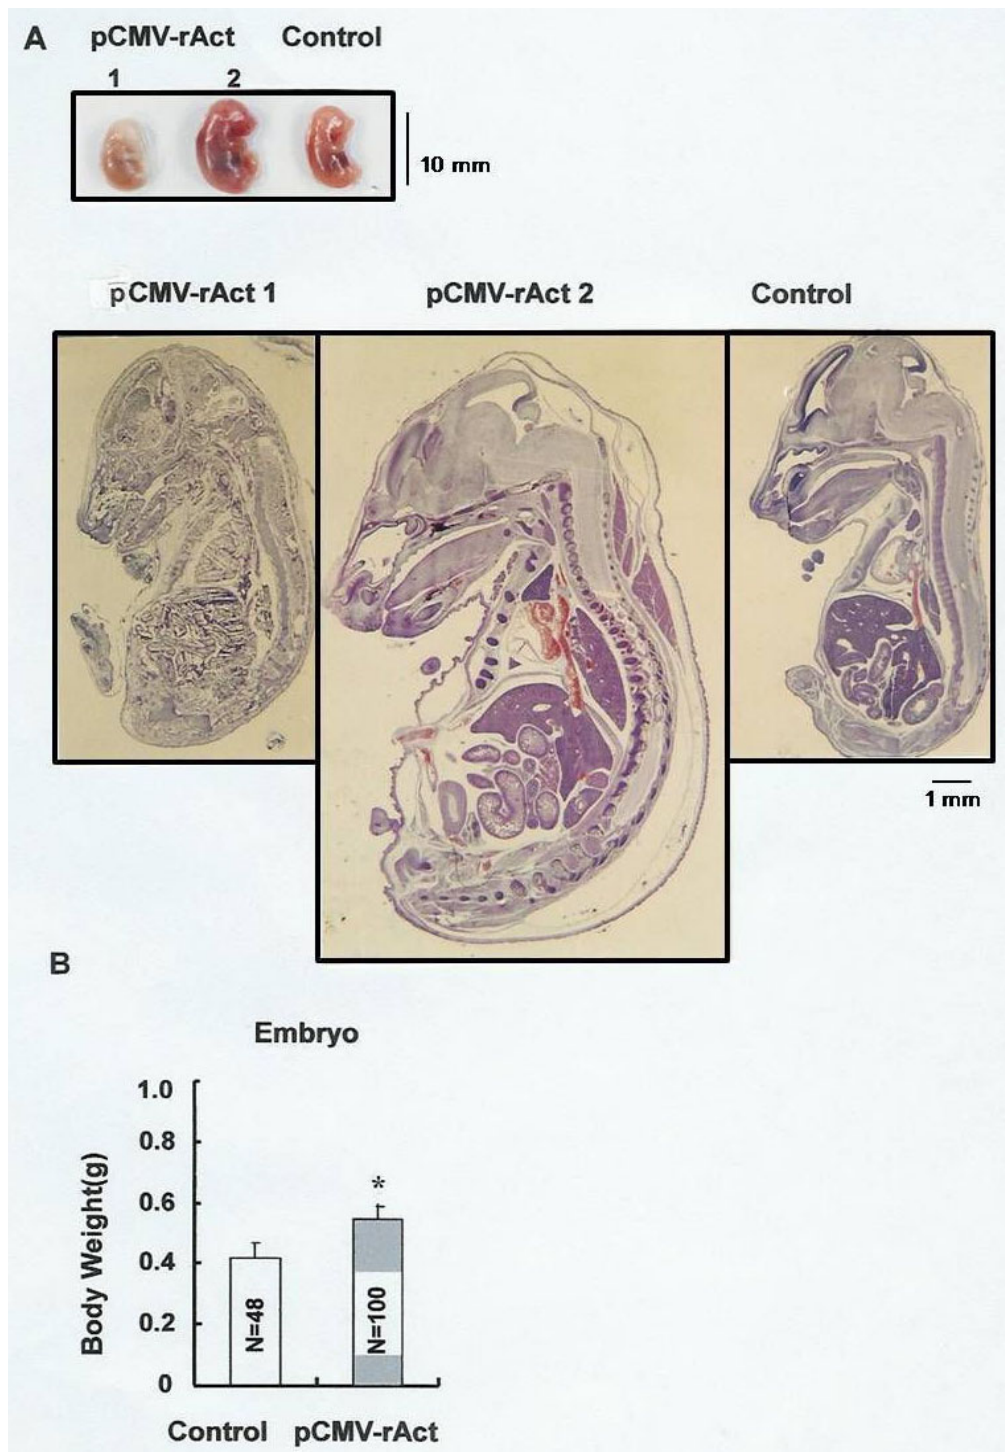 A
pCMV-rAct Control
1 2
10 mm
pCMV-rAct 1 pCMV-rAct 2 Control
1 mm
B
Embryo
1.0
0.8
0.6
0.4
0.2
0
Body Weight(g)
*
N=48
N=100
Control pCMV-rAct